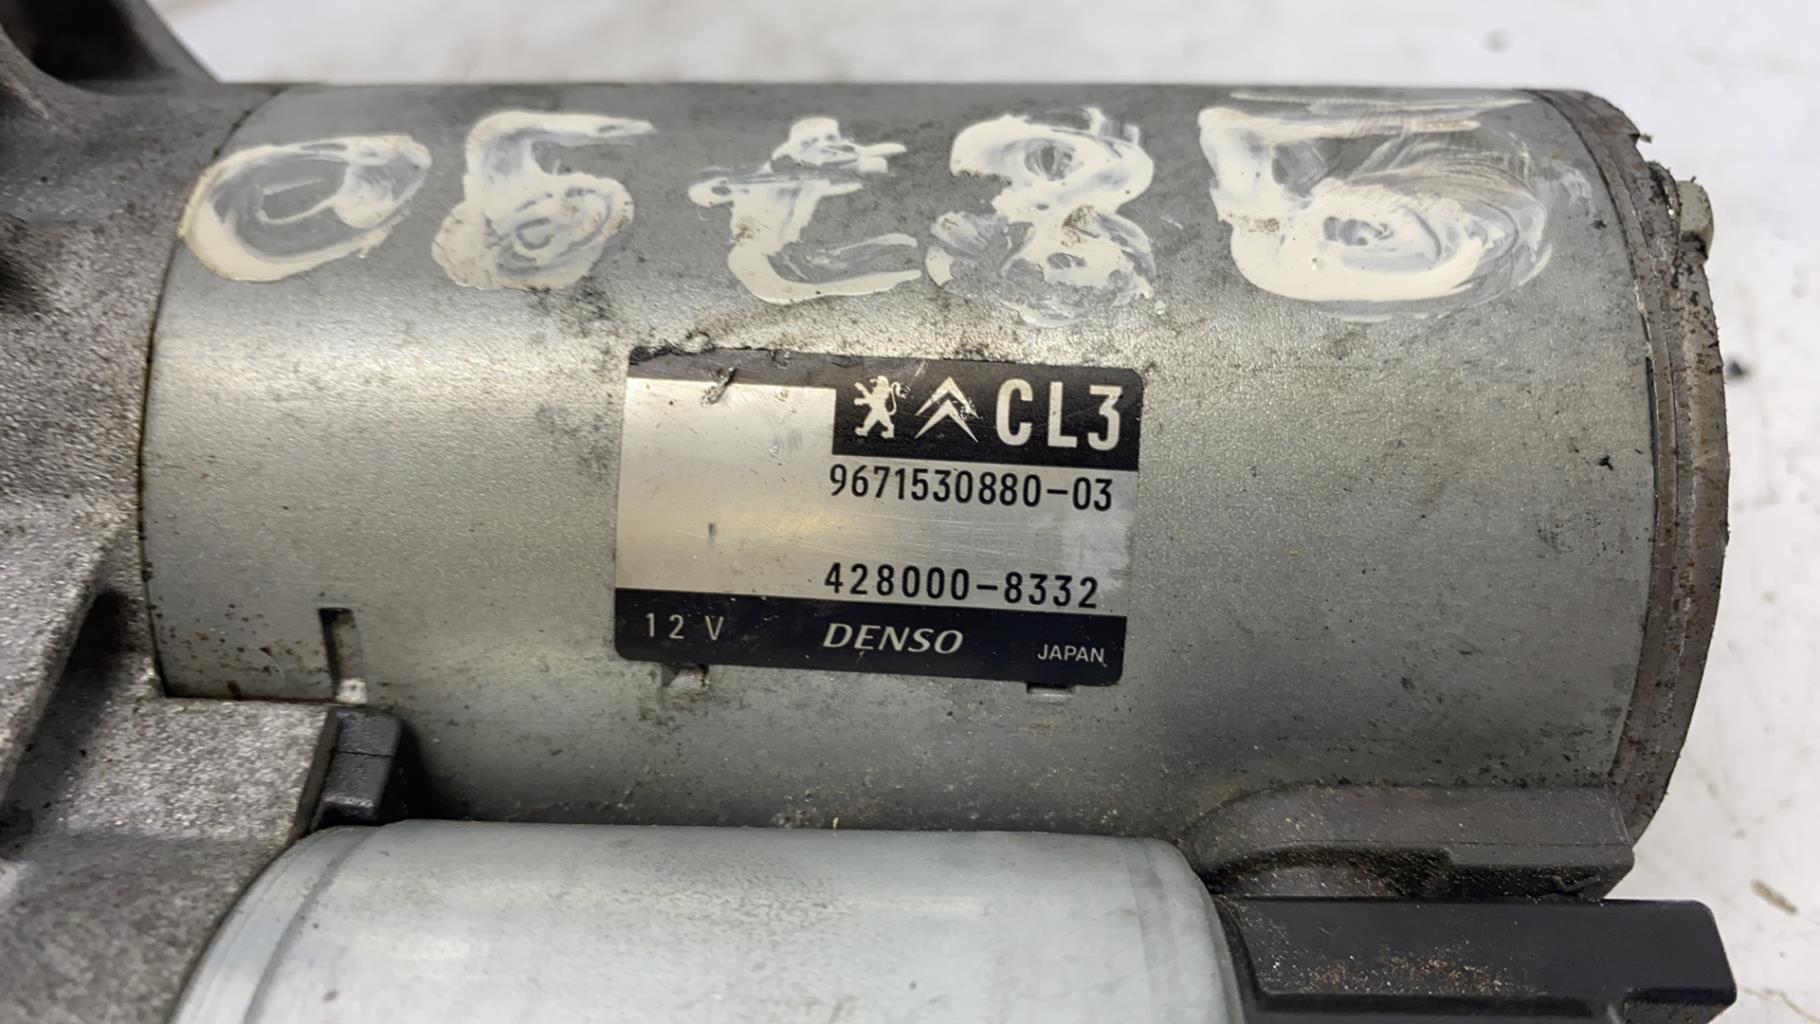 CL3
9671530880-03
428000-8332
12 V DENSO JAPAN